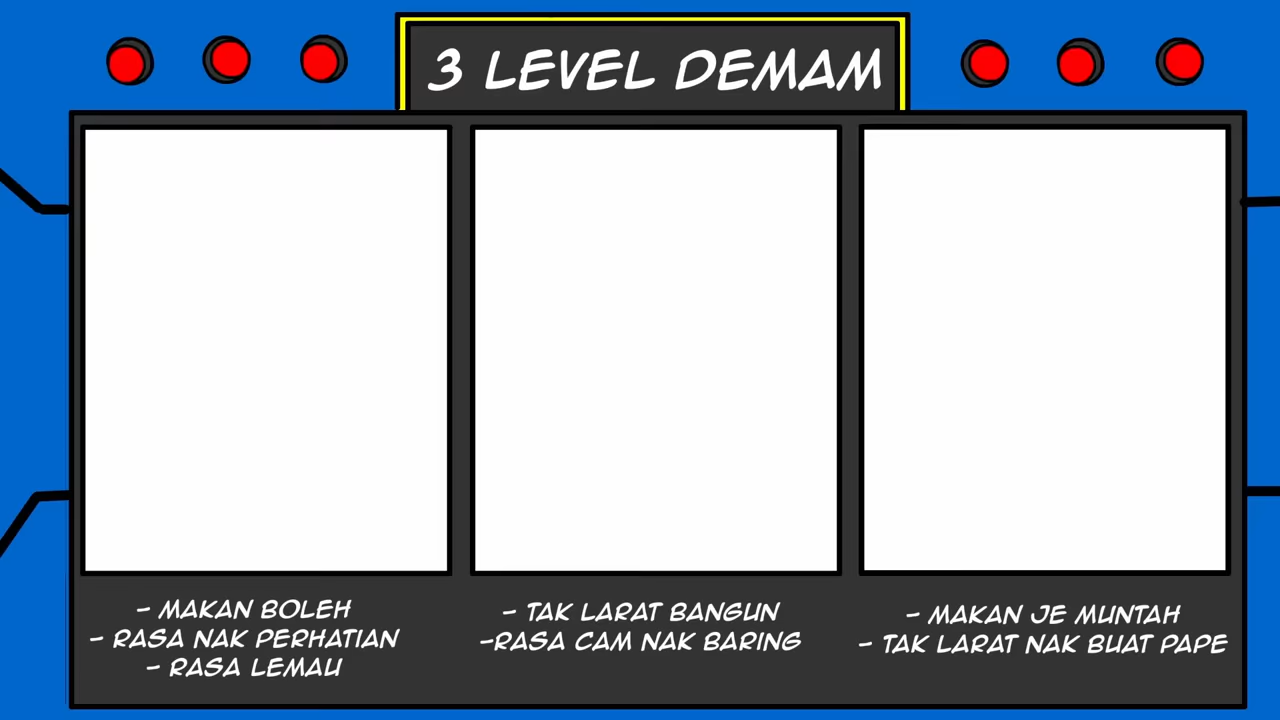 3 LEVEL DEMAM
- MAKAN BOLEH
- RASA NAK PERHATIAN
- RASA LEMAU
- TAK LARAT BANGUN
-RASA CAM NAK BARING
- MAKAN JE MUNTAH
- TAK LARAT NAK BUAT PAPE